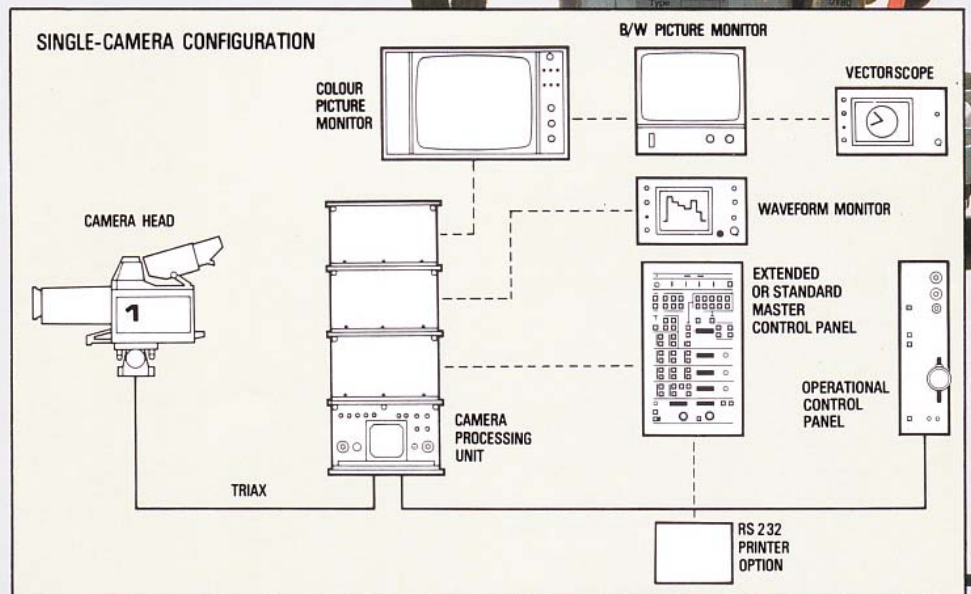 Type
SINGLE-CAMERA CONFIGURATION
B/W PICTURE MONITOR
VECTORSCOPE
COLOUR
PICTURE
MONITOR
WAVEFORM MONITOR
CAMERA HEAD
1
EXTENDED
OR STANDARD
MASTER
CONTROL PANEL
OPERATIONAL
CONTROL
PANEL
CAMERA
PROCESSING
UNIT
TRIAX
RS 232
PRINTER
OPTION